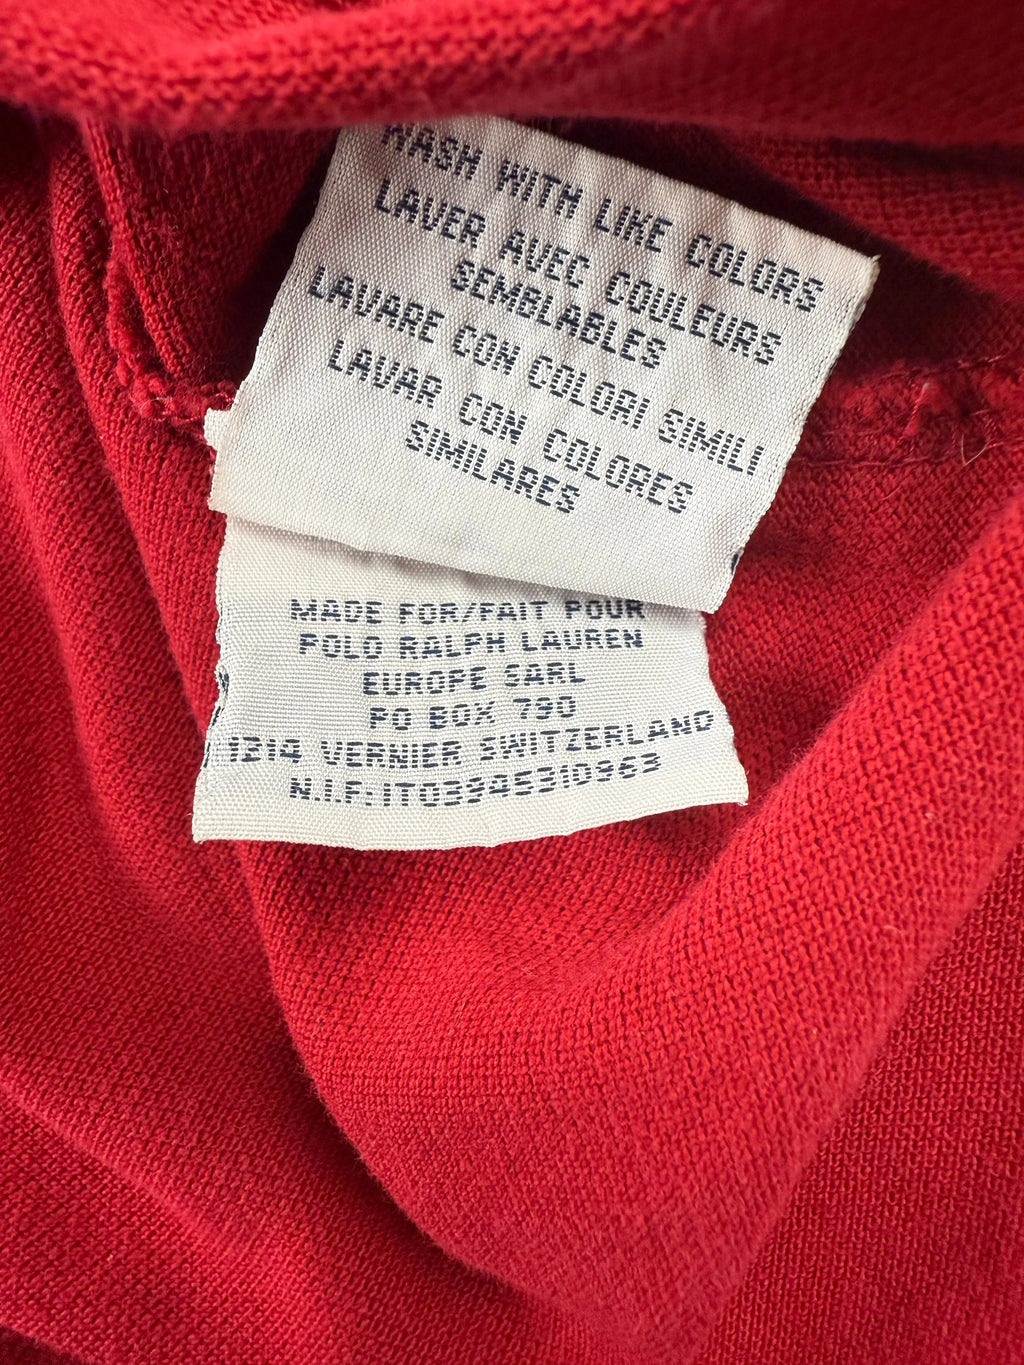 WASH WITH LIKE COLORS
LAVER AVEC COULEURS
SEMBLABLES
LAVARE CON COLORI SIMILI
LAVAR CON COLORES
SIMILARES
MADE FOR/FAIT POUR
POLO RALPH LAUREN
EUROPE SARL
PO BOX 790
1214 VERNIER SWITZERLAND
N.I.F: IT03945310963